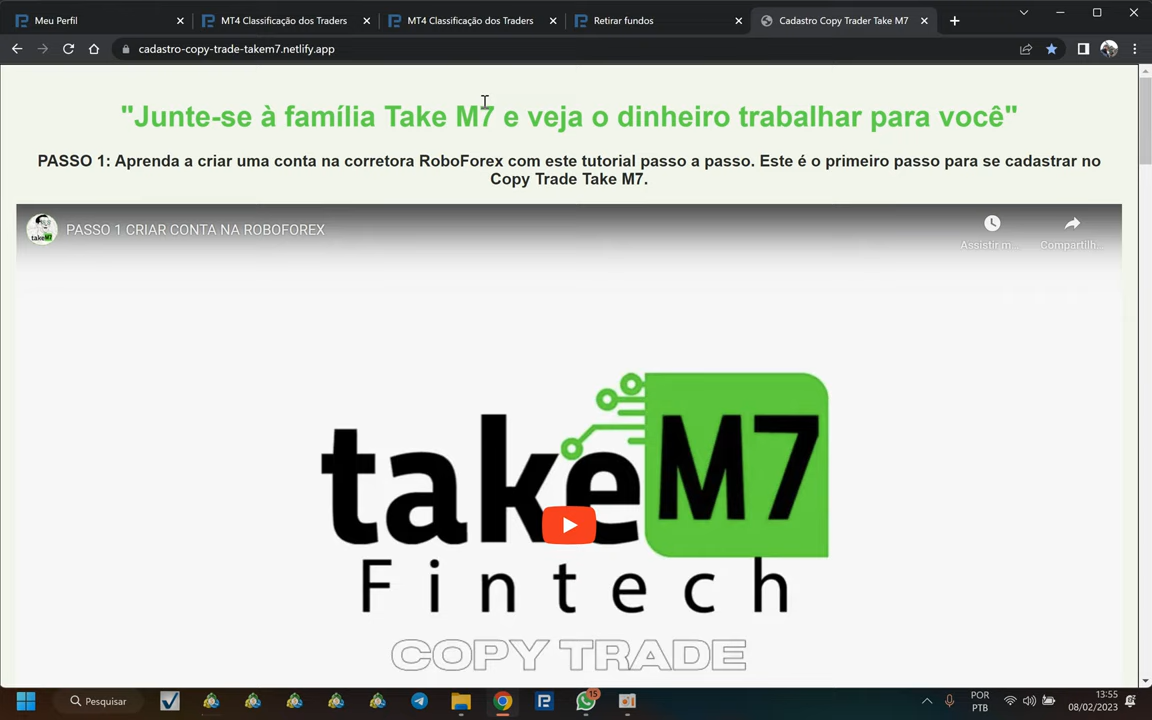 Meu Perfil
MT4 Classificação dos Traders
MT4 Classificação dos Traders
Retirar fundos
Cadastro Copy Trader Take M7
cadastro-copy-trade-takem7.netlify.app
"Junte-se à família Take M7 e veja o dinheiro trabalhar para você"
PASSO 1: Aprenda a criar uma conta na corretora RoboForex com este tutorial passo a passo. Este é o primeiro passo para se cadastrar no
Copy Trade Take M7.
takeM7
PASSO 1 CRIAR CONTA NA ROBOFOREX
Assistir m...
Compartilh...
takeM7
Fintech
COPY TRADE
Pesquisar
15
POR
PTB
13:55
08/02/2023